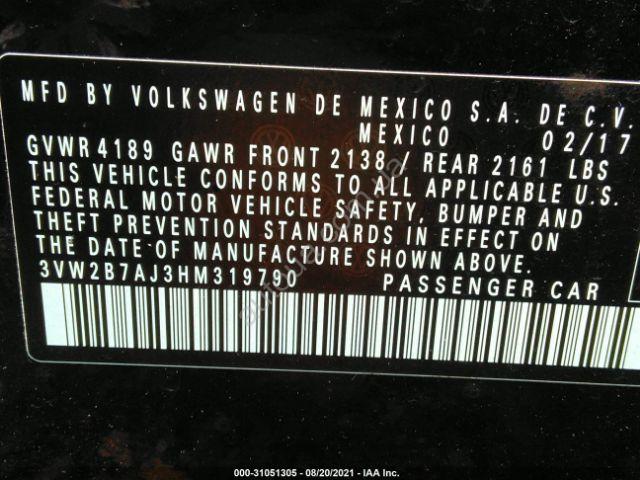 MFD BY VOLKSWAGEN DE MEXICO S.A. DE C.V.
MEXICO 02/17
GVWR 4189 GAWR FRONT 2138 / REAR 2161 LBS
THIS VEHICLE CONFORMS TO ALL APPLICABLE U.S.
FEDERAL MOTOR VEHICLE SAFETY, BUMPER AND
THEFT PREVENTION STANDARDS IN EFFECT ON
THE DATE OF MANUFACTURE SHOWN ABOVE.
3VW2B7AJ3HM319790 PASSENGER CAR
000-31051305 - 08/20/2021 - IAA Inc.